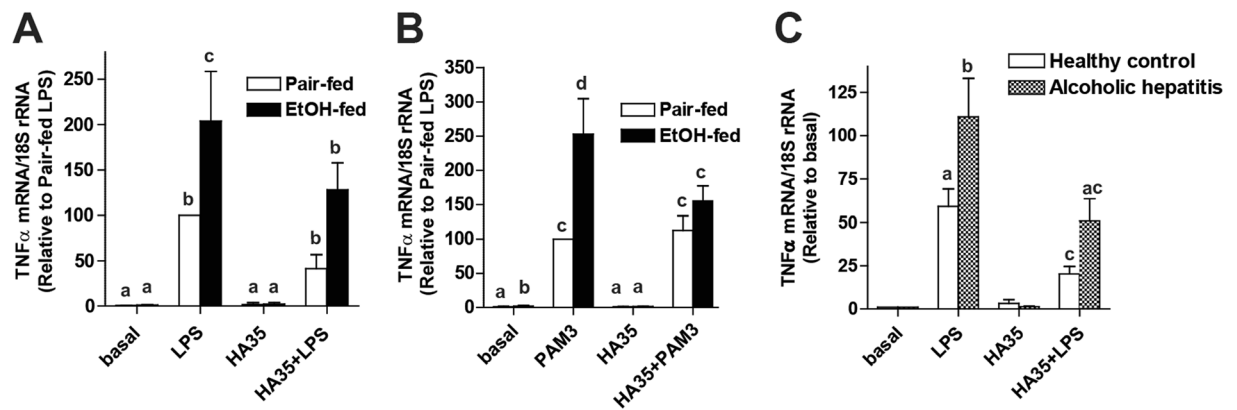 A
TNFα mRNA/18S rRNA
(Relative to Pair-fed LPS)
250
200
150
100
50
0
Pair-fed
EtOH-fed
a a b c a a b b
basal LPS HA35 HA35+LPS
B
TNFα mRNA/18S rRNA
(Relative to Pair-fed LPS)
350
300
250
200
150
100
50
0
Pair-fed
EtOH-fed
a b c d a a c c
basal PAM3 HA35 HA35+PAM3
C
TNFα mRNA/18S rRNA
(Relative to basal)
125
100
75
50
25
0
Healthy control
Alcoholic hepatitis
a b c ac
basal LPS HA35 HA35+LPS